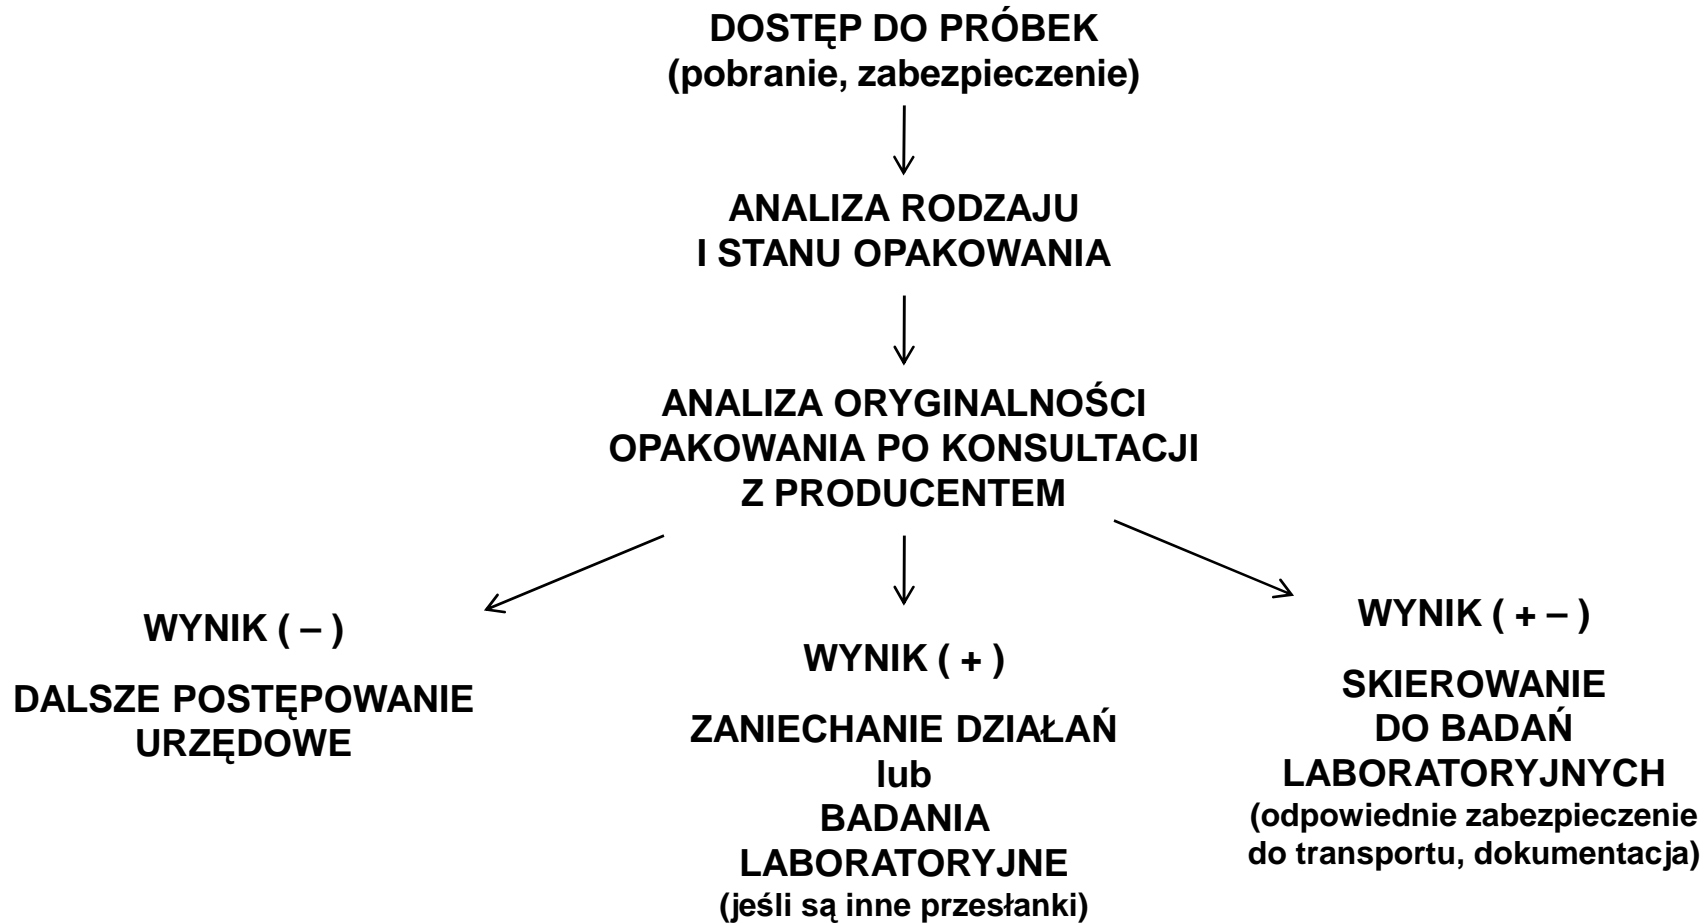 DOSTĘP DO PRÓBEK
(pobranie, zabezpieczenie)
ANALIZA RODZAJU
I STANU OPAKOWANIA
ANALIZA ORYGINALNOŚCI
OPAKOWANIA PO KONSULTACJI
Z PRODUCENTEM
WYNIK ( – )
DALSZE POSTĘPOWANIE
URZĘDOWE
WYNIK ( + )
ZANIECHANIE DZIAŁAŃ
lub
BADANIA
LABORATORYJNE
(jeśli są inne przesłanki)
WYNIK ( + – )
SKIEROWANIE
DO BADAŃ
LABORATORYJNYCH
(odpowiednie zabezpieczenie
do transportu, dokumentacja)